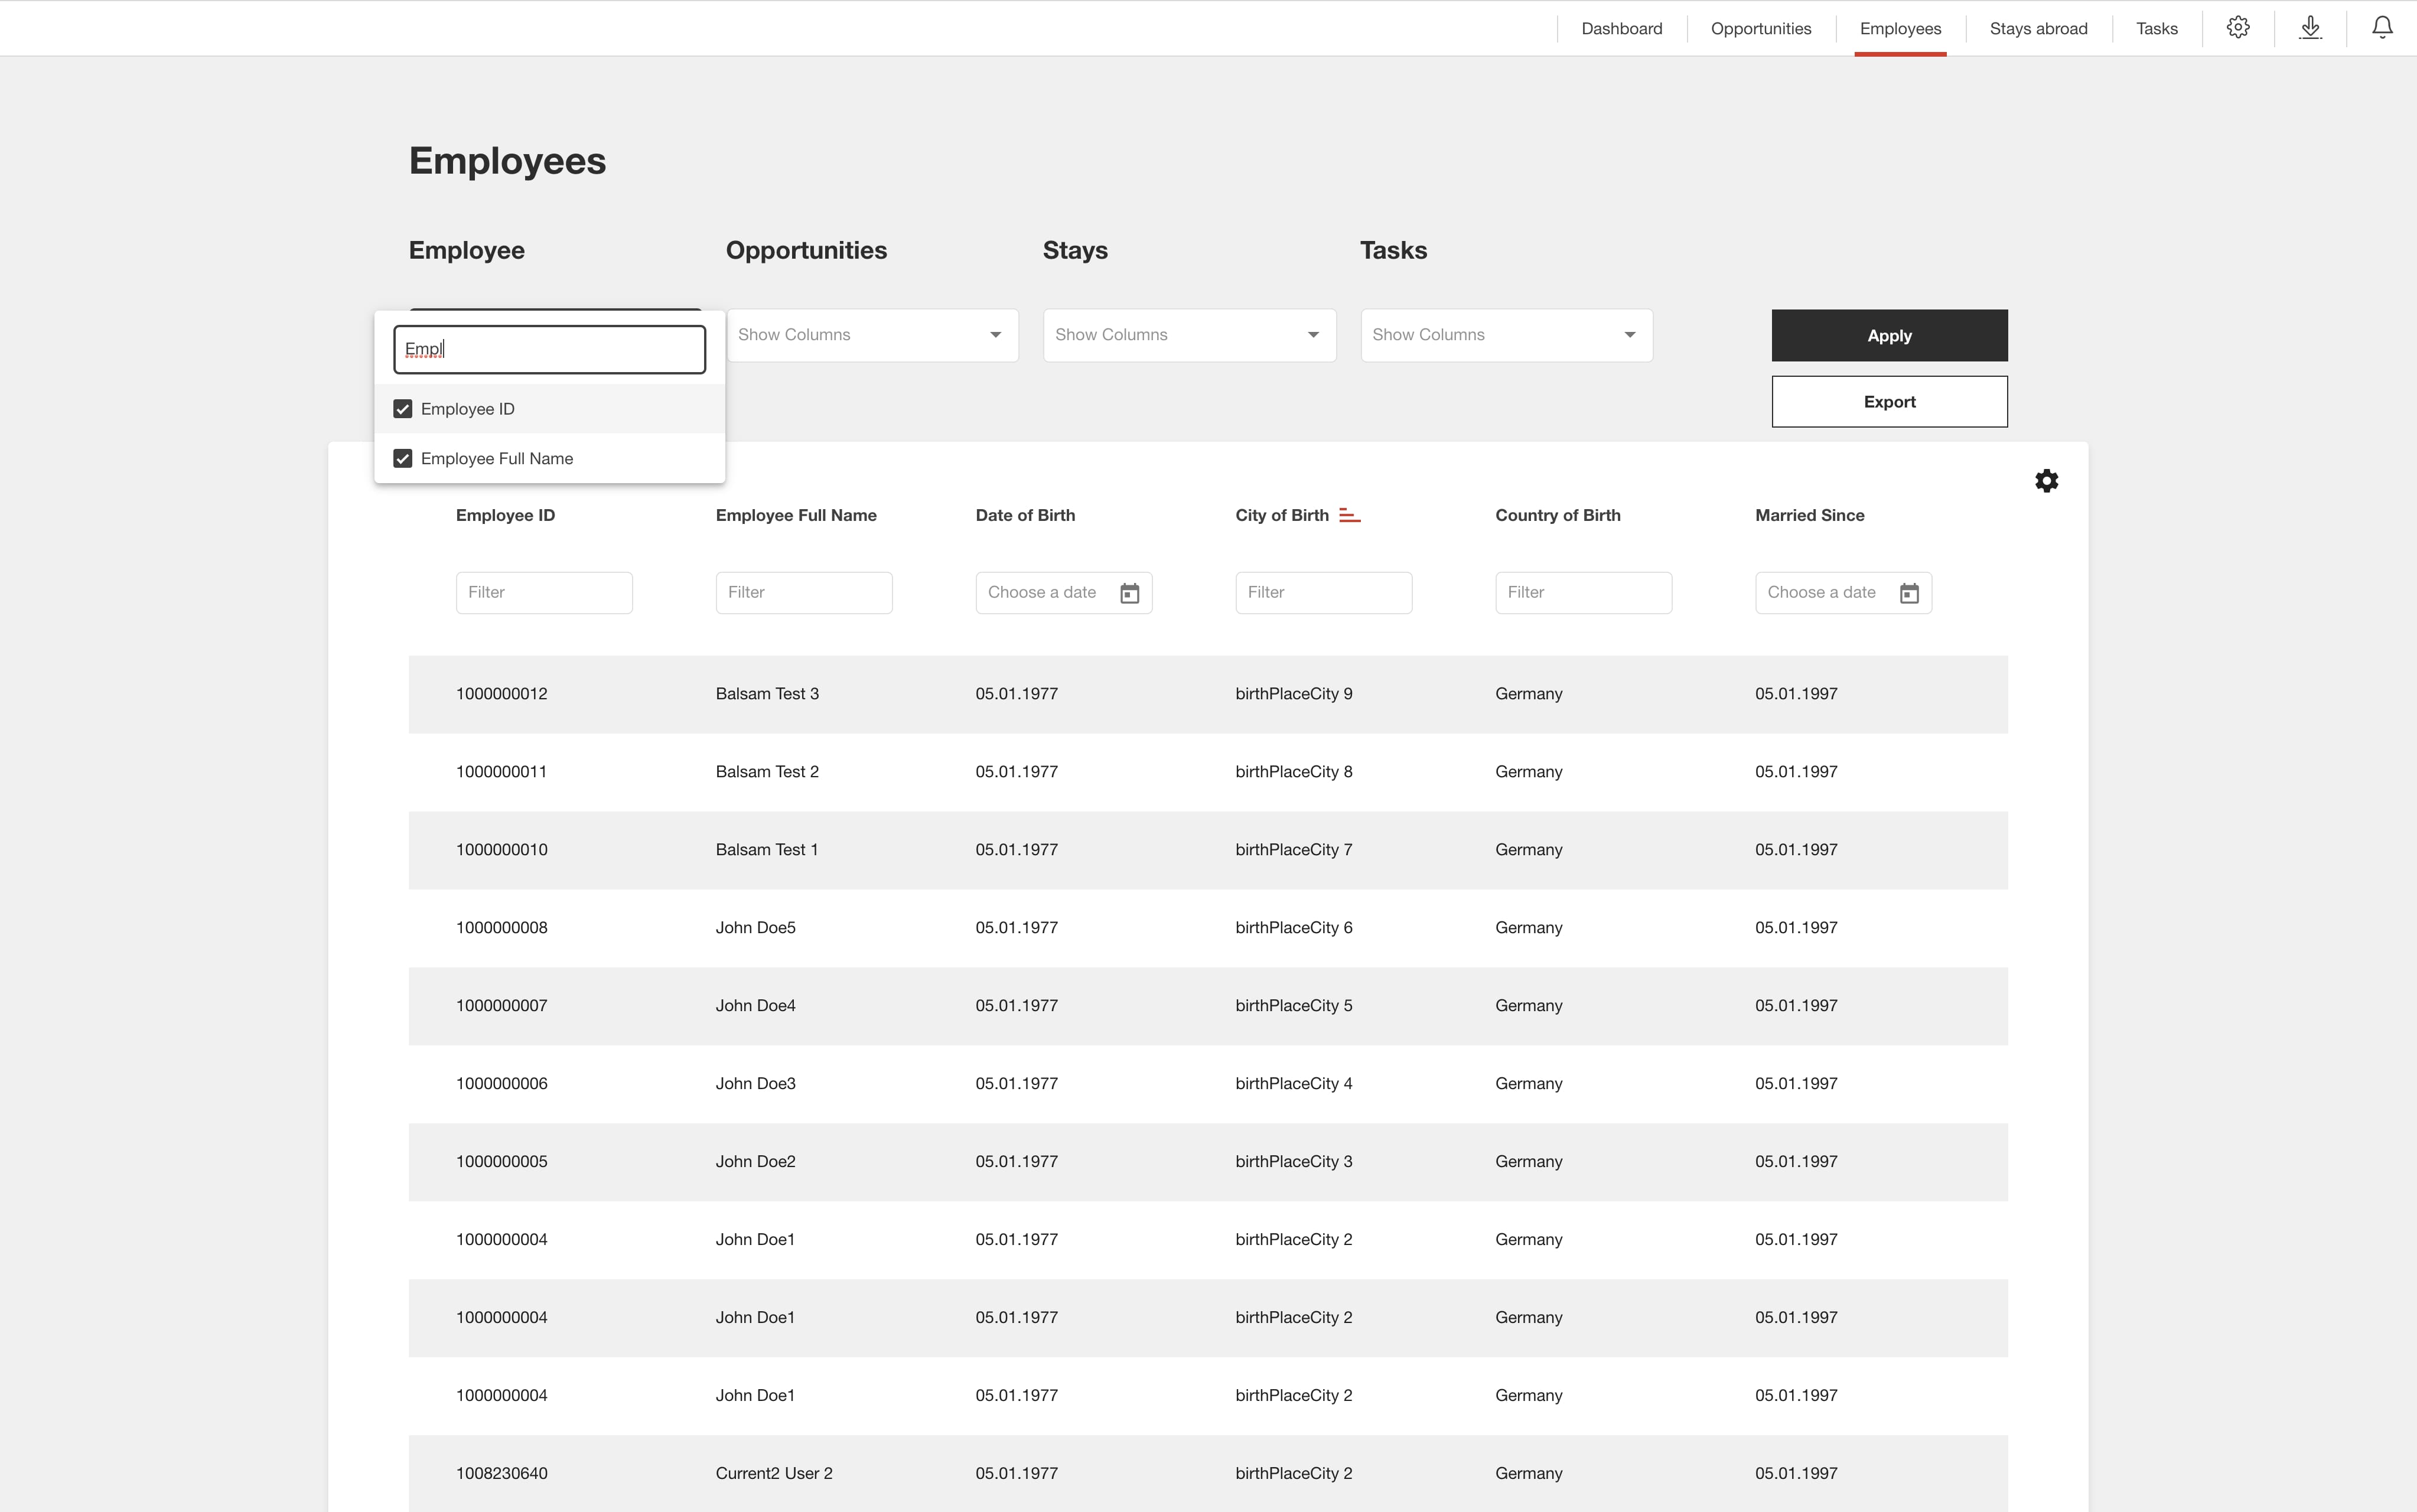 Dashboard Opportunities Employees Stays abroad Tasks
Employees
Employee Opportunities Stays Tasks
Show Columns Show Columns Show Columns Apply
Empl
Export
Employee ID
Employee Full Name
Employee ID Employee Full Name Date of Birth City of Birth Country of Birth Married Since
Filter Filter Choose a date Filter Filter Choose a date
1000000012 Balsam Test 3 05.01.1977 birthPlaceCity 9 Germany 05.01.1997
1000000011 Balsam Test 2 05.01.1977 birthPlaceCity 8 Germany 05.01.1997
1000000010 Balsam Test 1 05.01.1977 birthPlaceCity 7 Germany 05.01.1997
1000000008 John Doe5 05.01.1977 birthPlaceCity 6 Germany 05.01.1997
1000000007 John Doe4 05.01.1977 birthPlaceCity 5 Germany 05.01.1997
1000000006 John Doe3 05.01.1977 birthPlaceCity 4 Germany 05.01.1997
1000000005 John Doe2 05.01.1977 birthPlaceCity 3 Germany 05.01.1997
1000000004 John Doe1 05.01.1977 birthPlaceCity 2 Germany 05.01.1997
1000000004 John Doe1 05.01.1977 birthPlaceCity 2 Germany 05.01.1997
1000000004 John Doe1 05.01.1977 birthPlaceCity 2 Germany 05.01.1997
1008230640 Current2 User 2 05.01.1977 birthPlaceCity 2 Germany 05.01.1997